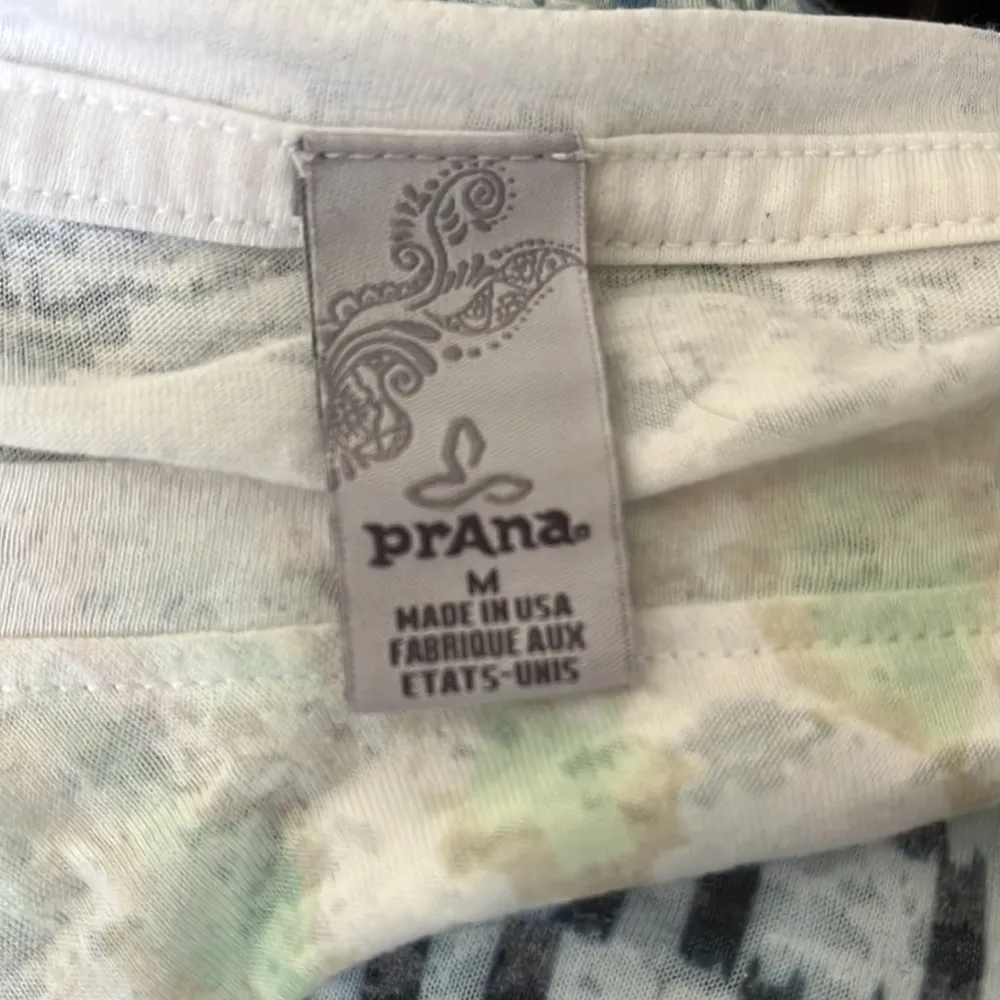 prAna®
M
MADE IN USA
FABRIQUE AUX
ETATS-UNIS